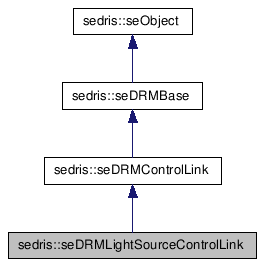 sedris::seObject
sedris::seDRMBase
sedris::seDRMControlLink
sedris::seDRMLightSourceControlLink